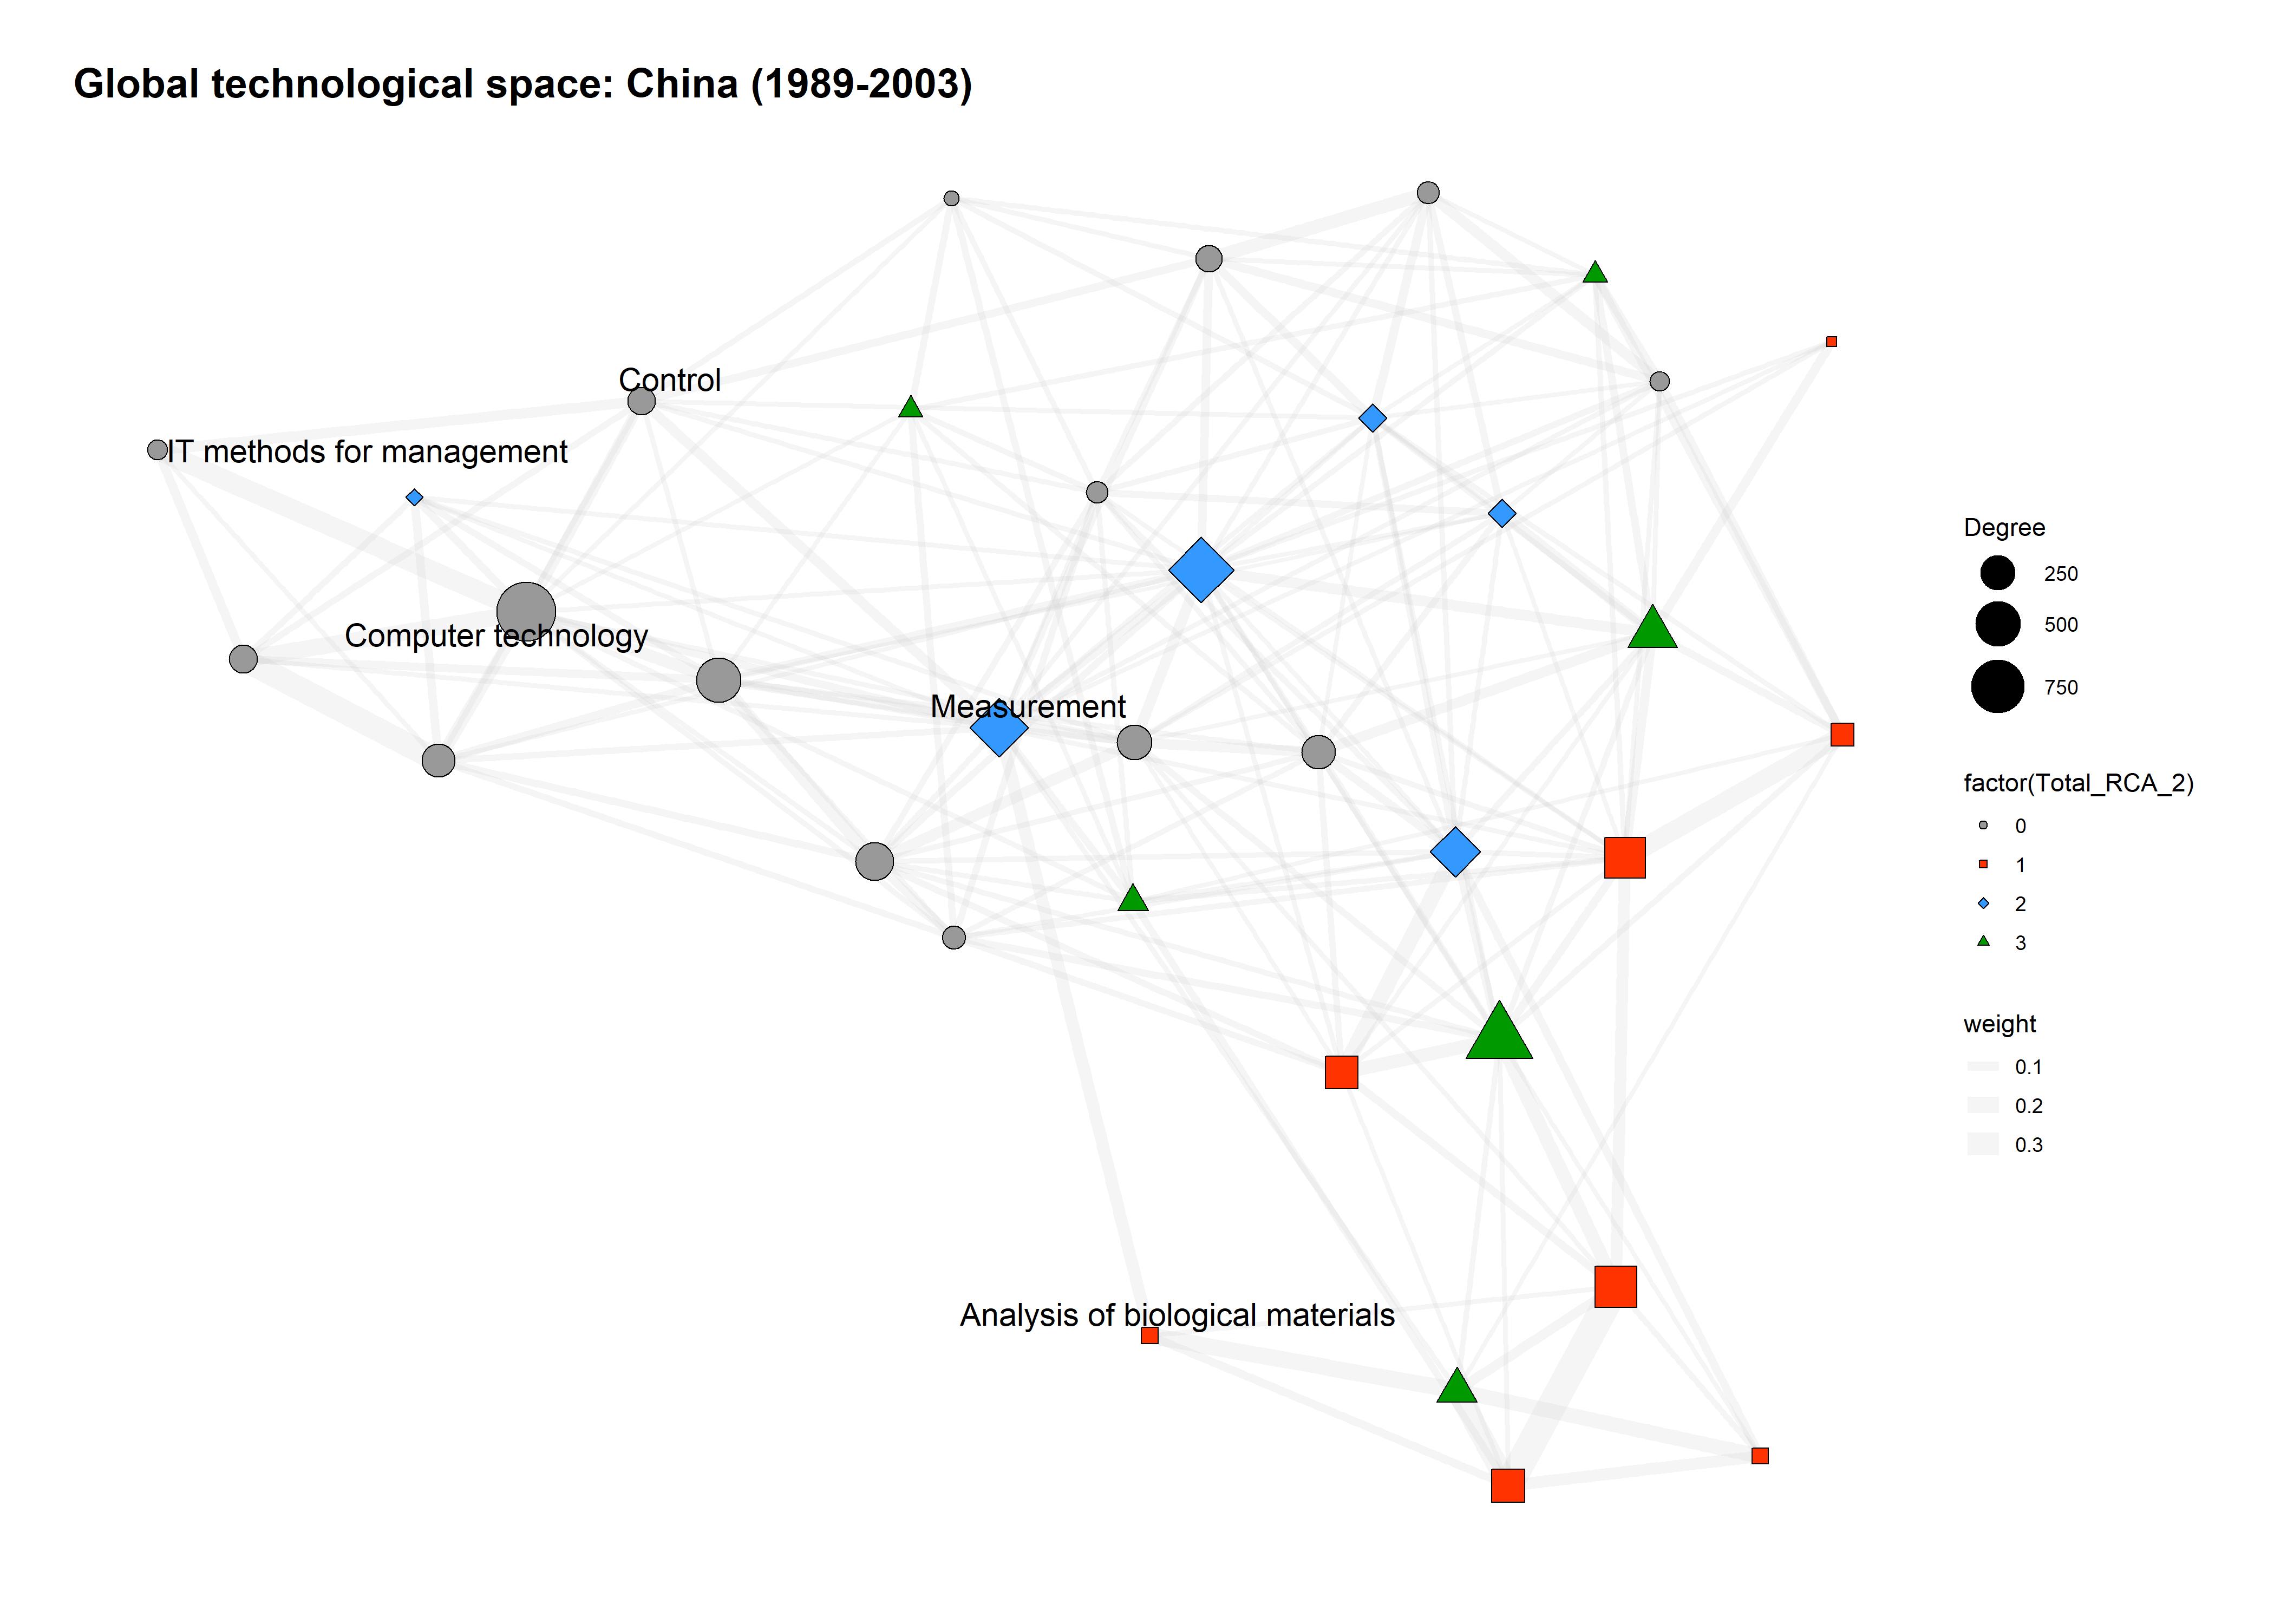 Global technological space: China (1989-2003)
Control
IT methods for management
Computer technology
Measurement
Analysis of biological materials
Degree
250
500
750
factor(Total_RCA_2)
0
1
2
3
weight
0.1
0.2
0.3